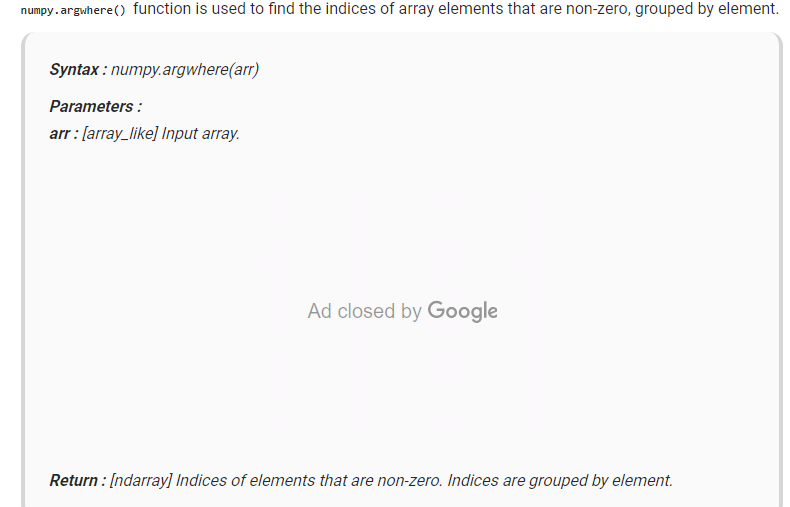 numpy.argwhere() function is used to find the indices of array elements that are non-zero, grouped by element.
Syntax : numpy.argwhere(arr)
Parameters :
arr : [array_like] Input array.
Ad closed by Google
Return : [ndarray] Indices of elements that are non-zero. Indices are grouped by element.